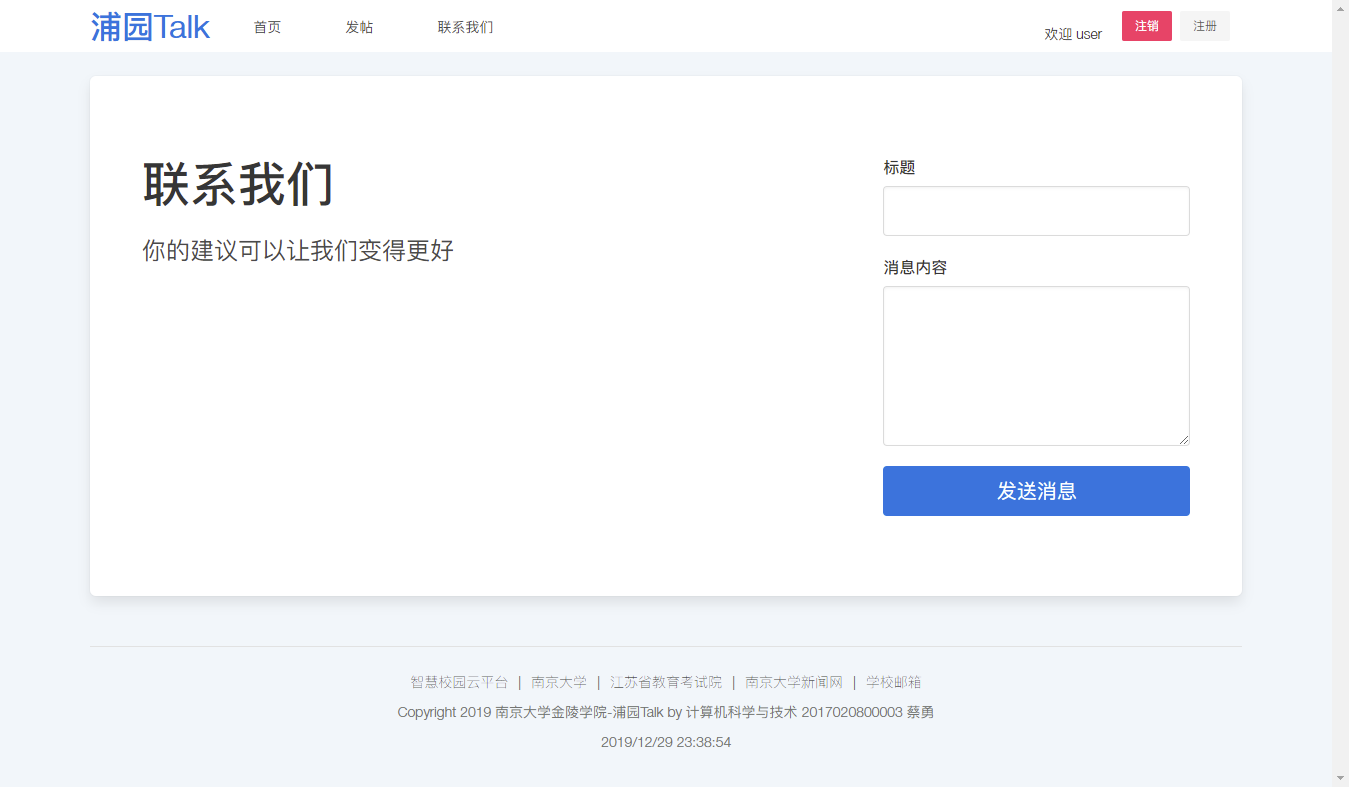 浦园Talk 首页 发帖 联系我们 欢迎 user 注销 注册
联系我们
你的建议可以让我们变得更好
标题
消息内容
发送消息
智慧校园云平台 | 南京大学 | 江苏省教育考试院 | 南京大学新闻网 | 学校邮箱
Copyright 2019 南京大学金陵学院-浦园Talk by 计算机科学与技术 2017020800003 蔡勇
2019/12/29 23:38:54